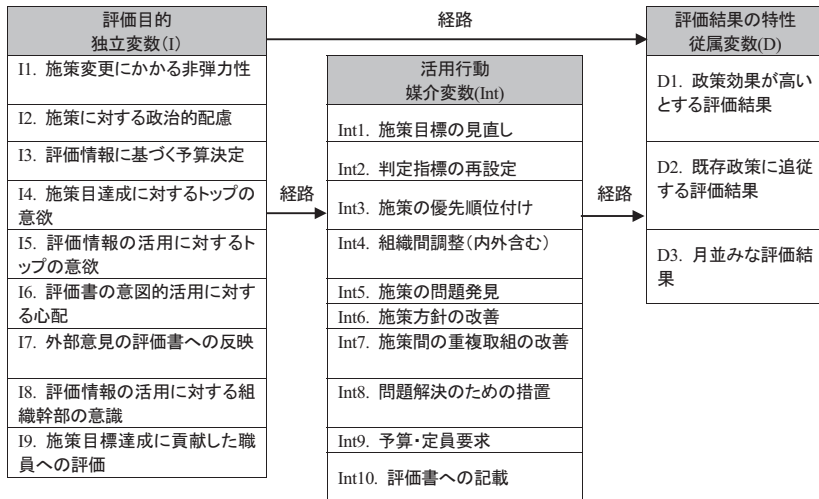 評価目的
独立変数(I)
I1. 施策変更にかかる非弾力性
I2. 施策に対する政治的配慮
I3. 評価情報に基づく予算決定
I4. 施策目達成に対するトップの
意欲
I5. 評価情報の活用に対するト
ップの意欲
I6. 評価書の意図的活用に対す
る心配
I7. 外部意見の評価書への反映
I8. 評価情報の活用に対する組
織幹部の意識
I9. 施策目標達成に貢献した職
員への評価
経路
経路
活用行動
媒介変数(Int)
Int1. 施策目標の見直し
Int2. 判定指標の再設定
Int3. 施策の優先順位付け
Int4. 組織間調整(内外含む)
Int5. 施策の問題発見
Int6. 施策方針の改善
Int7. 施策間の重複取組の改善
Int8. 問題解決のための措置
Int9. 予算・定員要求
Int10. 評価書への記載
経路
評価結果の特性
従属変数(D)
D1. 政策効果が高い
とする評価結果
D2. 既存政策に追従
する評価結果
D3. 月並みな評価結
果